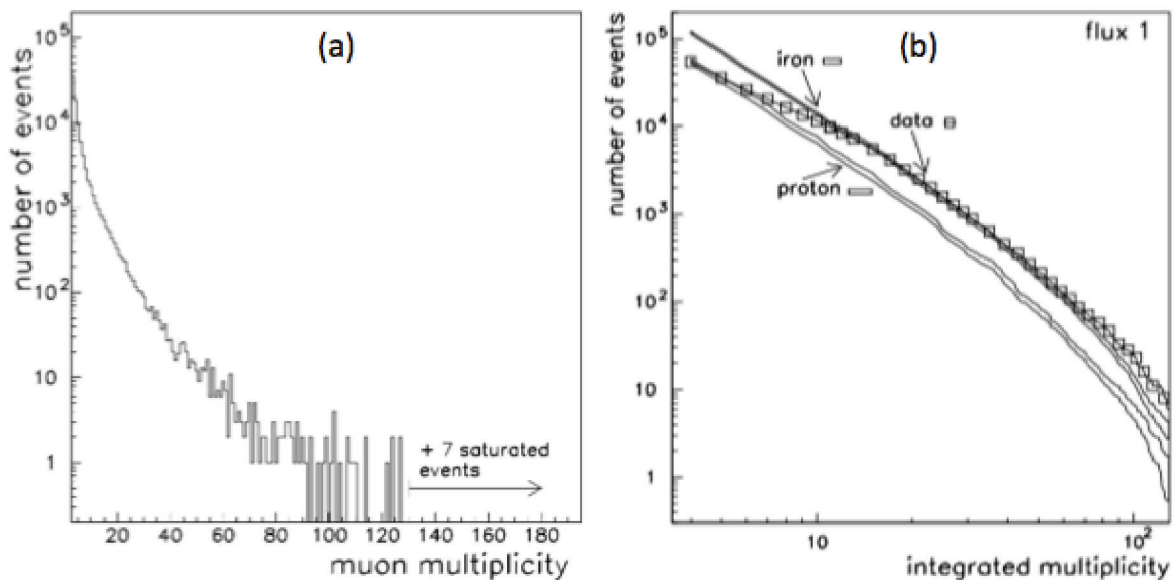 (a)
number of events
10^5
10^4
10^3
10^2
10
1
+ 7 saturated
events
20 40 60 80 100 120 140 160 180
muon multiplicity
(b)
flux 1
number of events
10^5
10^4
10^3
10^2
10
1
iron
data
proton
10 10^2
integrated multiplicity